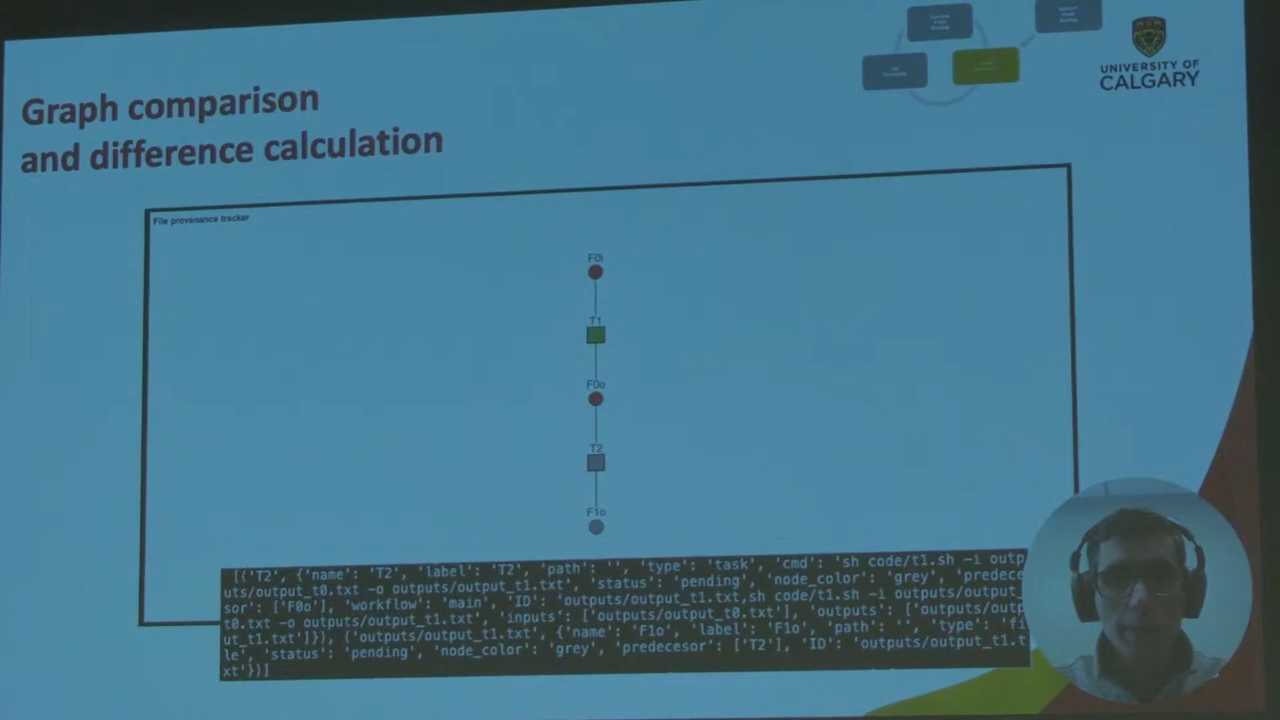 UNIVERSITY OF
CALGARY
Graph comparison
and difference calculation
File provenance tracker
F0i
T1
F0o
T2
F1o
[('T2', {'name': 'T2', 'label': 'T2', 'path': '', 'type': 'task', 'cmd': 'sh code/t1.sh -i outp
uts/output_t0.txt -o outputs/output_t1.txt', 'status': 'pending', 'node_color': 'grey', 'predece
sor': ['F0o'], 'workflow': 'main', 'ID': 'outputs/output_t1.txt,sh code/t1.sh -i outputs/output_
t0.txt -o outputs/output_t1.txt', 'inputs': ['outputs/output_t0.txt'], 'outputs': ['outputs/outp
ut_t1.txt']}), ('outputs/output_t1.txt', {'name': 'F1o', 'label': 'F1o', 'path': '', 'type': 'fi
le', 'status': 'pending', 'node_color': 'grey', 'predecesor': ['T2'], 'ID': 'outputs/output_t1.t
xt'})]